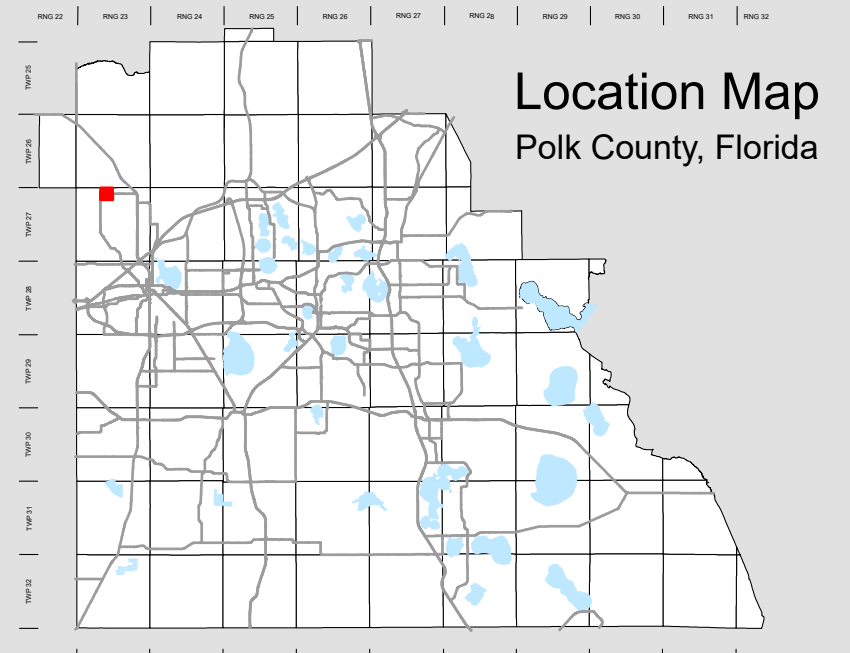 RNG 22 RNG 23 RNG 24 RNG 25 RNG 26 RNG 27 RNG 28 RNG 29 RNG 30 RNG 31 RNG 32
Location Map
Polk County, Florida
TWP 25
TWP 26
TWP 27
TWP 28
TWP 29
TWP 30
TWP 31
TWP 32